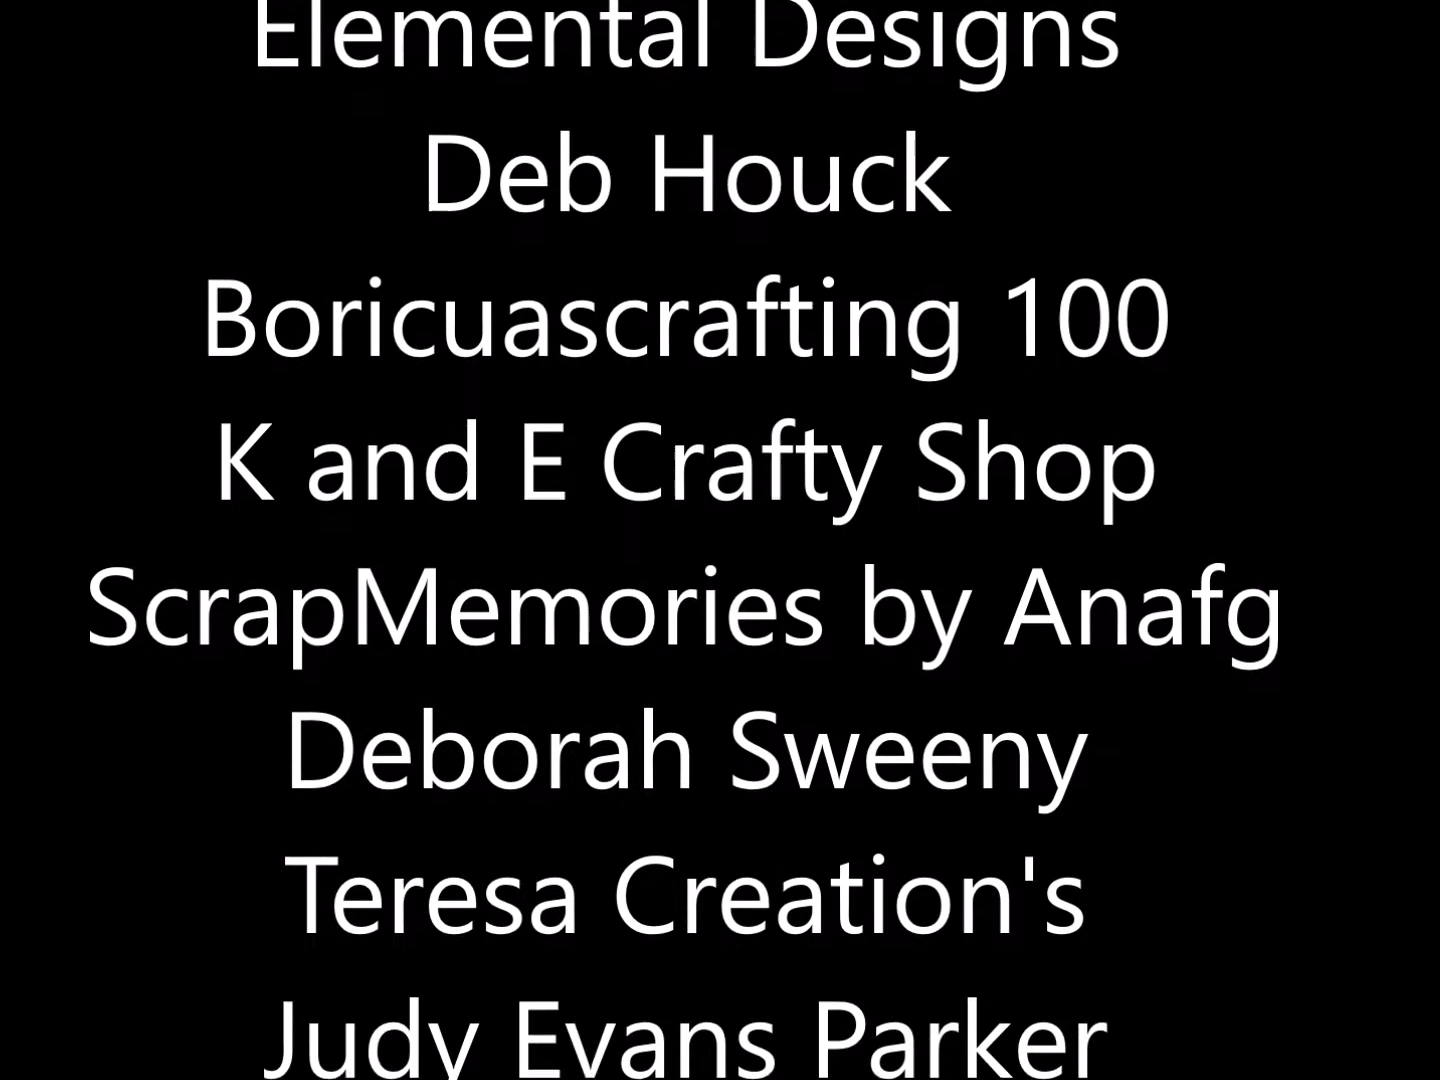 Elemental Designs
Deb Houck
Boricuascrafting 100
K and E Crafty Shop
ScrapMemories by Anafg
Deborah Sweeny
Teresa Creation's
Judy Evans Parker